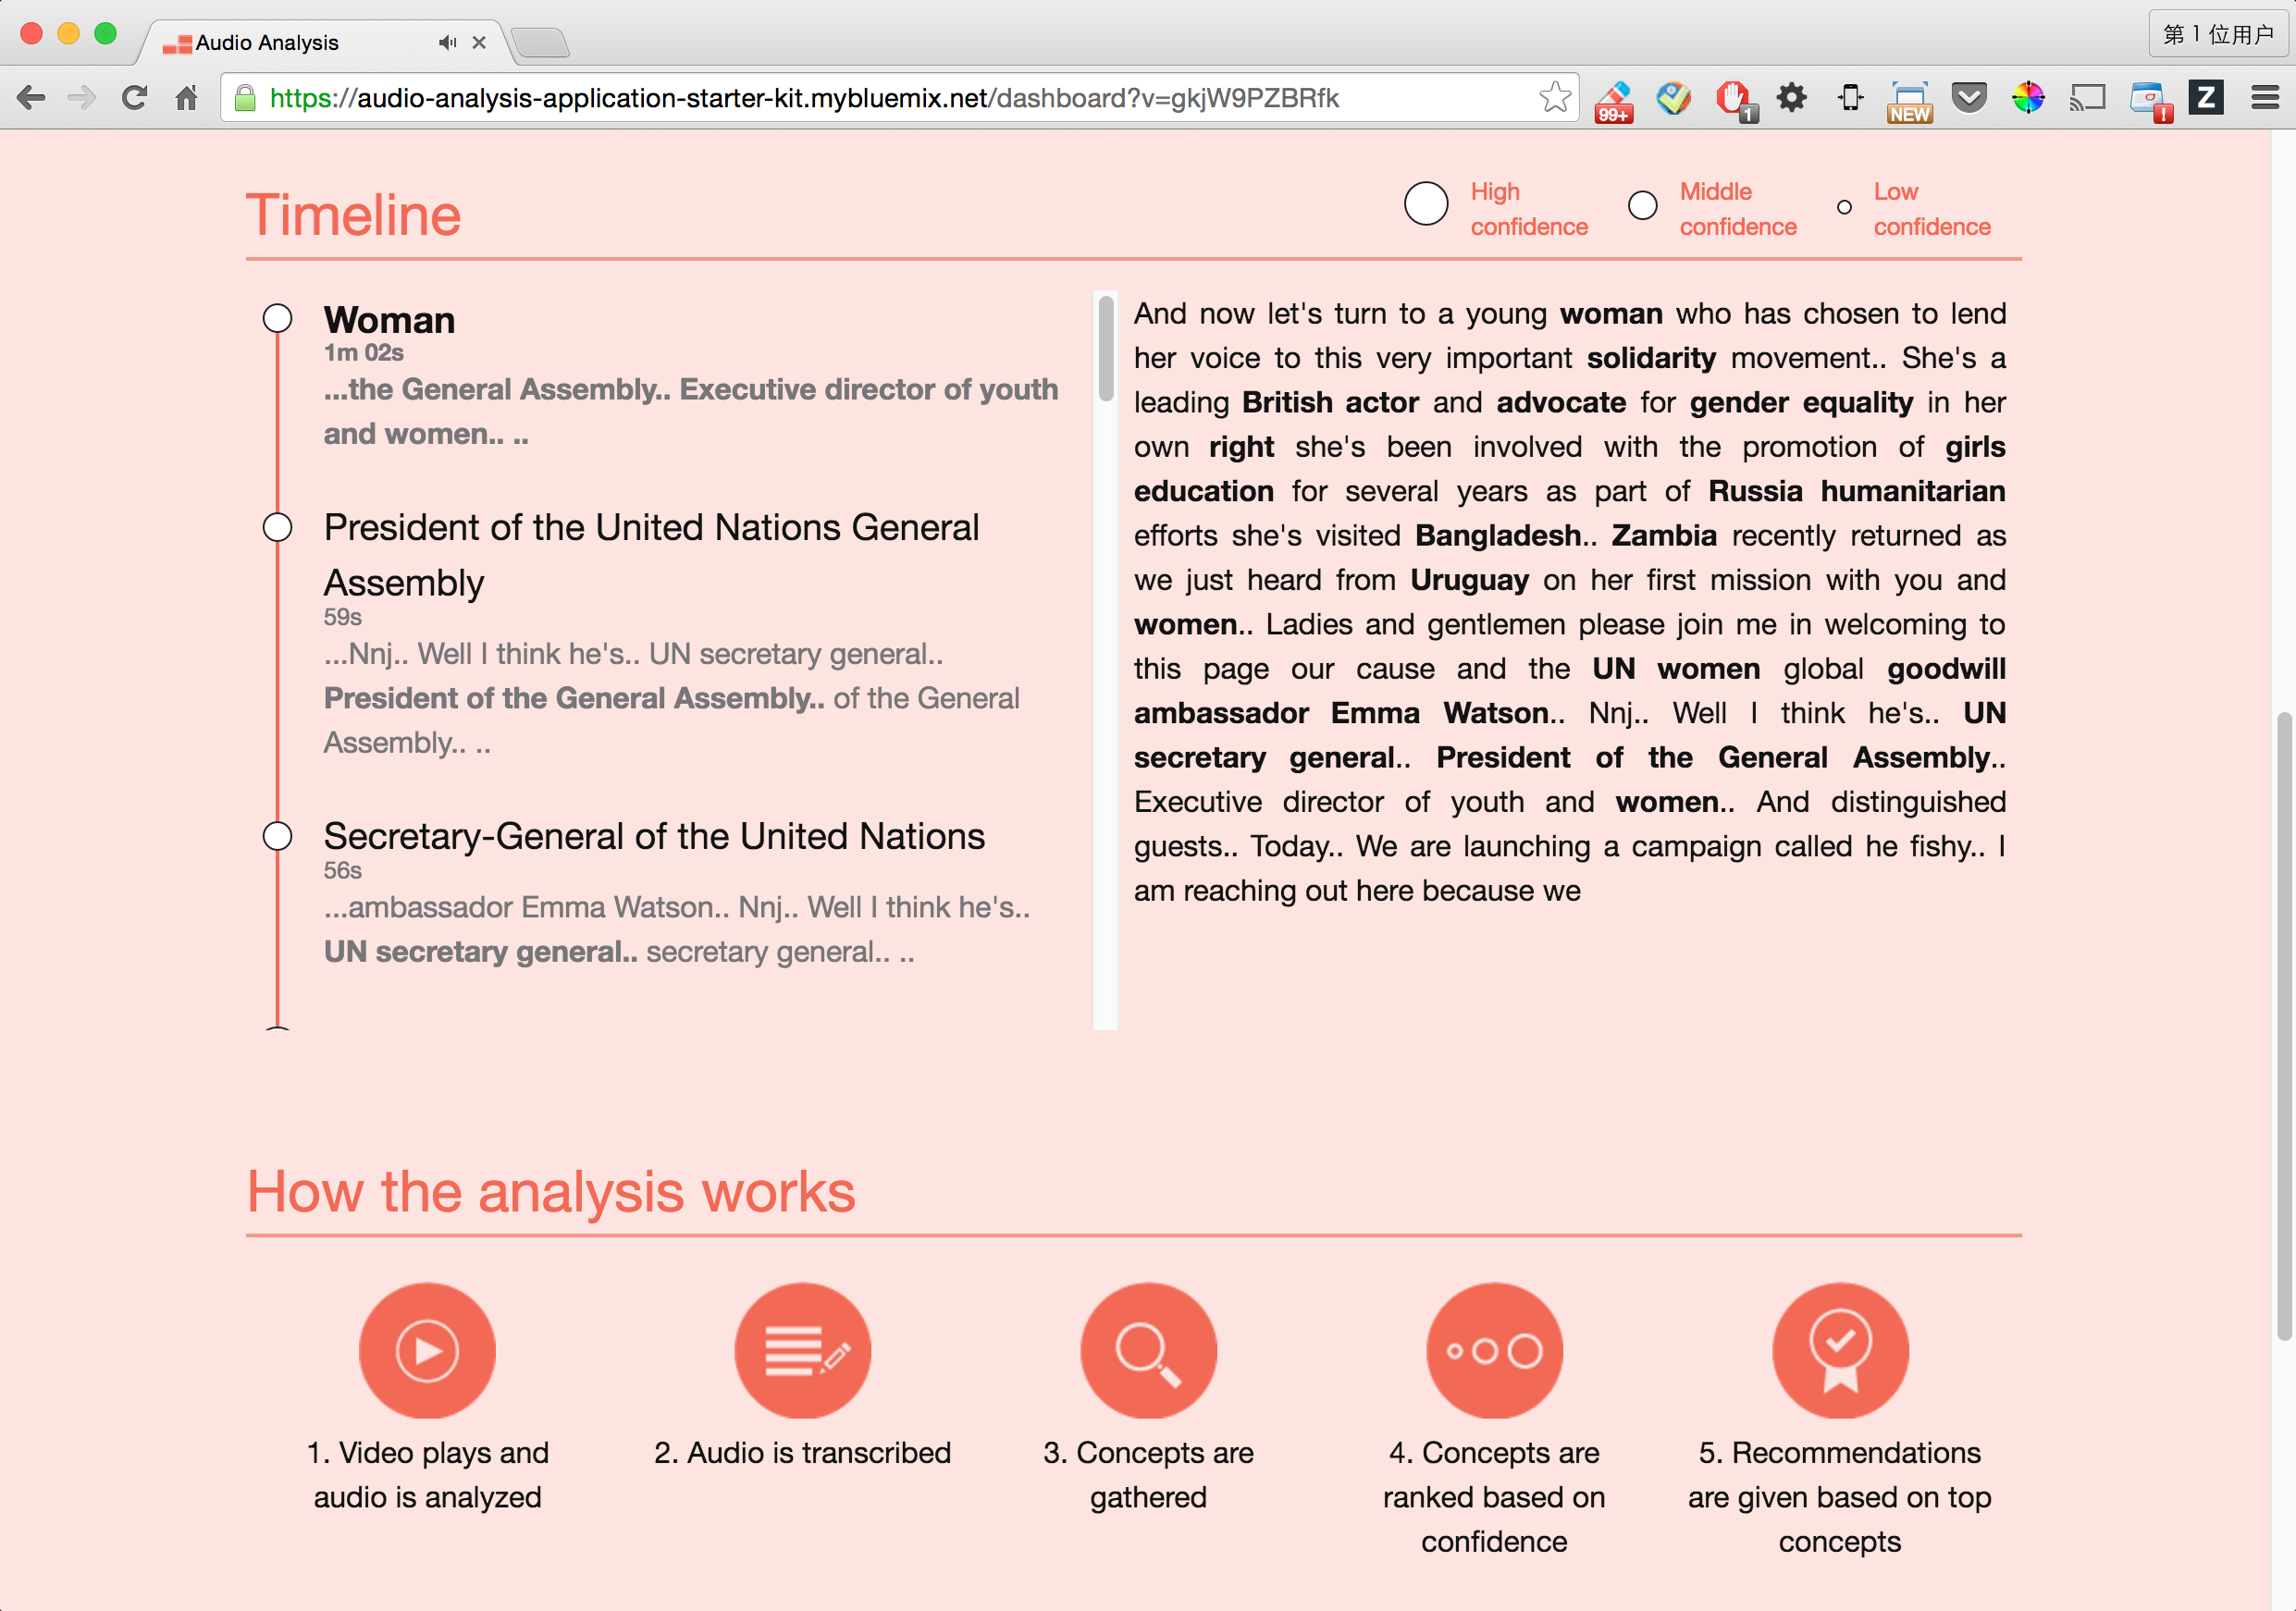 Audio Analysis
第 1 位用户
https://audio-analysis-application-starter-kit.mybluemix.net/dashboard?v=gkjW9PZBRfk
99+
1
NEW
!
Z
Timeline
High
confidence
Middle
confidence
Low
confidence
Woman
1m 02s
...the General Assembly.. Executive director of youth
and women.. ..
President of the United Nations General
Assembly
59s
...Nnj.. Well I think he's.. UN secretary general..
President of the General Assembly.. of the General
Assembly.. ..
Secretary-General of the United Nations
56s
...ambassador Emma Watson.. Nnj.. Well I think he's..
UN secretary general.. secretary general.. ..
And now let's turn to a young woman who has chosen to lend
her voice to this very important solidarity movement.. She's a
leading British actor and advocate for gender equality in her
own right she's been involved with the promotion of girls
education for several years as part of Russia humanitarian
efforts she's visited Bangladesh.. Zambia recently returned as
we just heard from Uruguay on her first mission with you and
women.. Ladies and gentlemen please join me in welcoming to
this page our cause and the UN women global goodwill
ambassador Emma Watson.. Nnj.. Well I think he's.. UN
secretary general.. President of the General Assembly..
Executive director of youth and women.. And distinguished
guests.. Today.. We are launching a campaign called he fishy.. I
am reaching out here because we
How the analysis works
1. Video plays and
audio is analyzed
2. Audio is transcribed
3. Concepts are
gathered
4. Concepts are
ranked based on
confidence
5. Recommendations
are given based on top
concepts